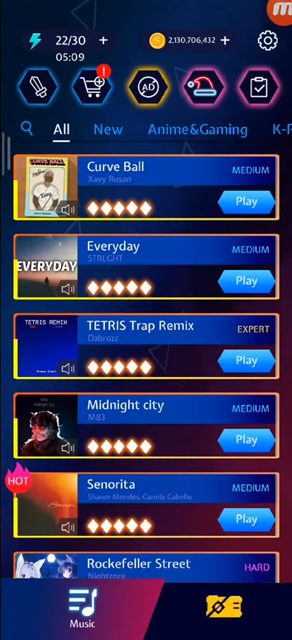 22/30 +
2,130,706,432 +
05:09
!
AD
All New Anime&Gaming K-P
CURVE BALL
Curve Ball
MEDIUM
Xavy Rusan
Play
EVERYDAY
Everyday
MEDIUM
STRLGHT
Play
TETRIS REMIX
TETRIS Trap Remix
EXPERT
Dabrozz
Play
Midnight city
MEDIUM
M83
Play
HOT
Senorita
MEDIUM
Shawn Mendes, Camila Cabello
Play
Rockefeller Street
HARD
Nightcore
Music